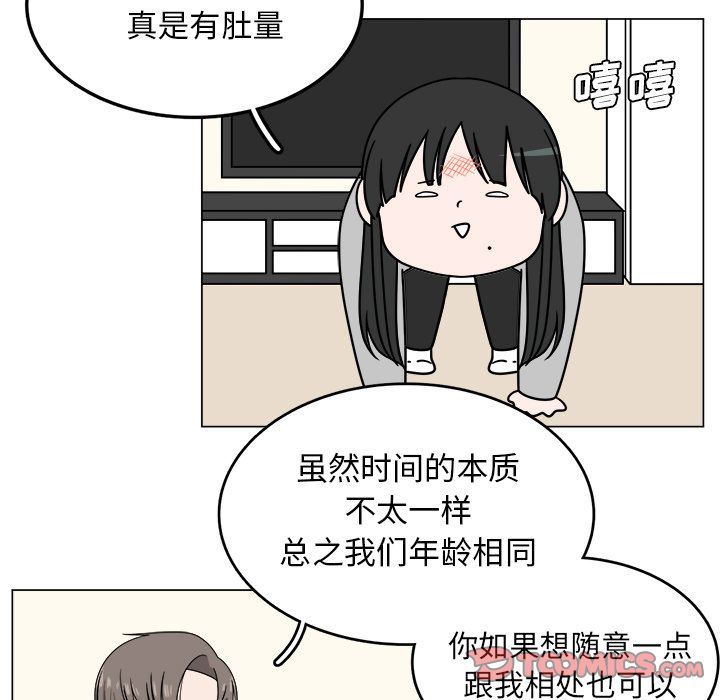 真是有肚量
嘻嘻
虽然时间的本质
不太一样
总之我们年龄相同
你如果想随意一点
跟我相处也可以
TCOMICS.COM